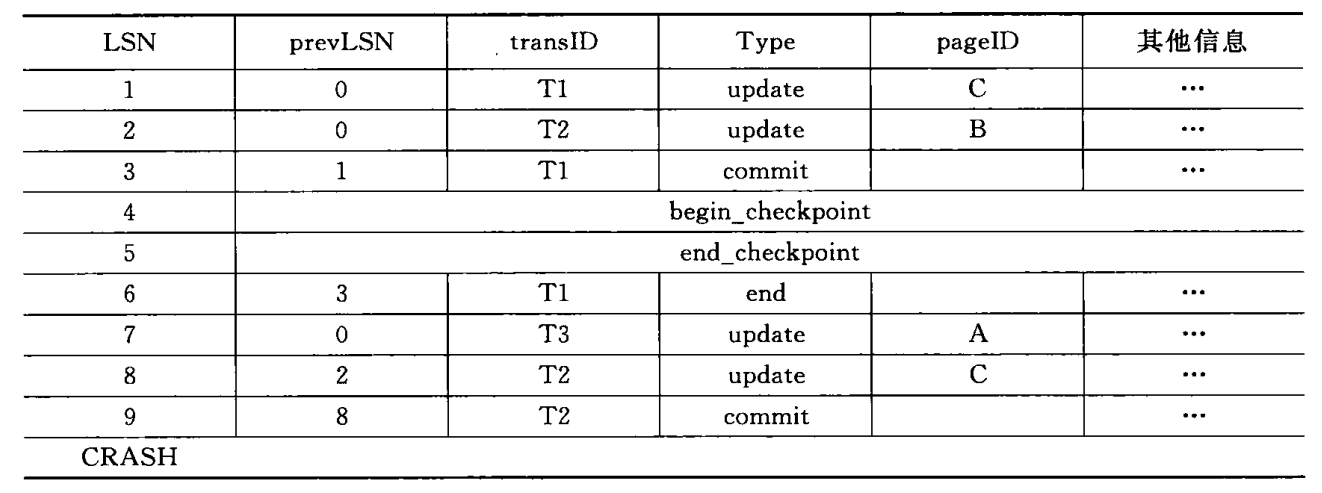 LSN prevLSN transID Type pageID 其他信息
1 0 T1 update C …
2 0 T2 update B …
3 1 T1 commit …
4 begin_checkpoint
5 end_checkpoint
6 3 T1 end …
7 0 T3 update A …
8 2 T2 update C …
9 8 T2 commit …
CRASH